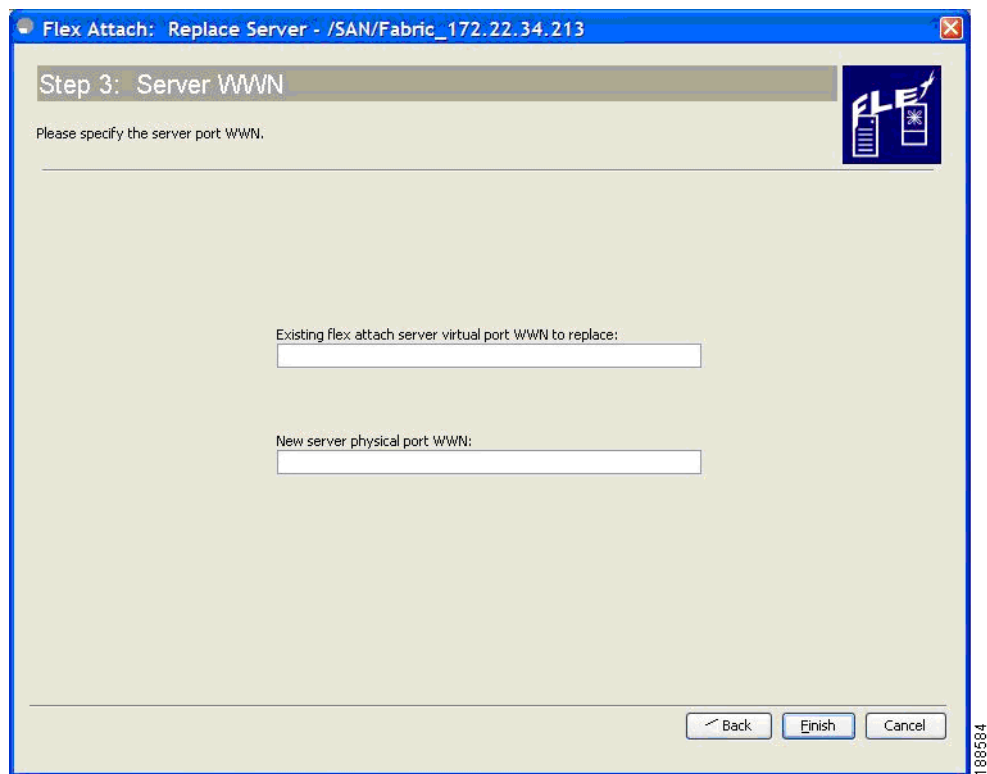 Flex Attach: Replace Server - /SAN/Fabric_172.22.34.213
Step 3: Server WWN
FLEX
Please specify the server port WWN.
Existing flex attach server virtual port WWN to replace:
New server physical port WWN:
Back
Finish
Cancel
188584